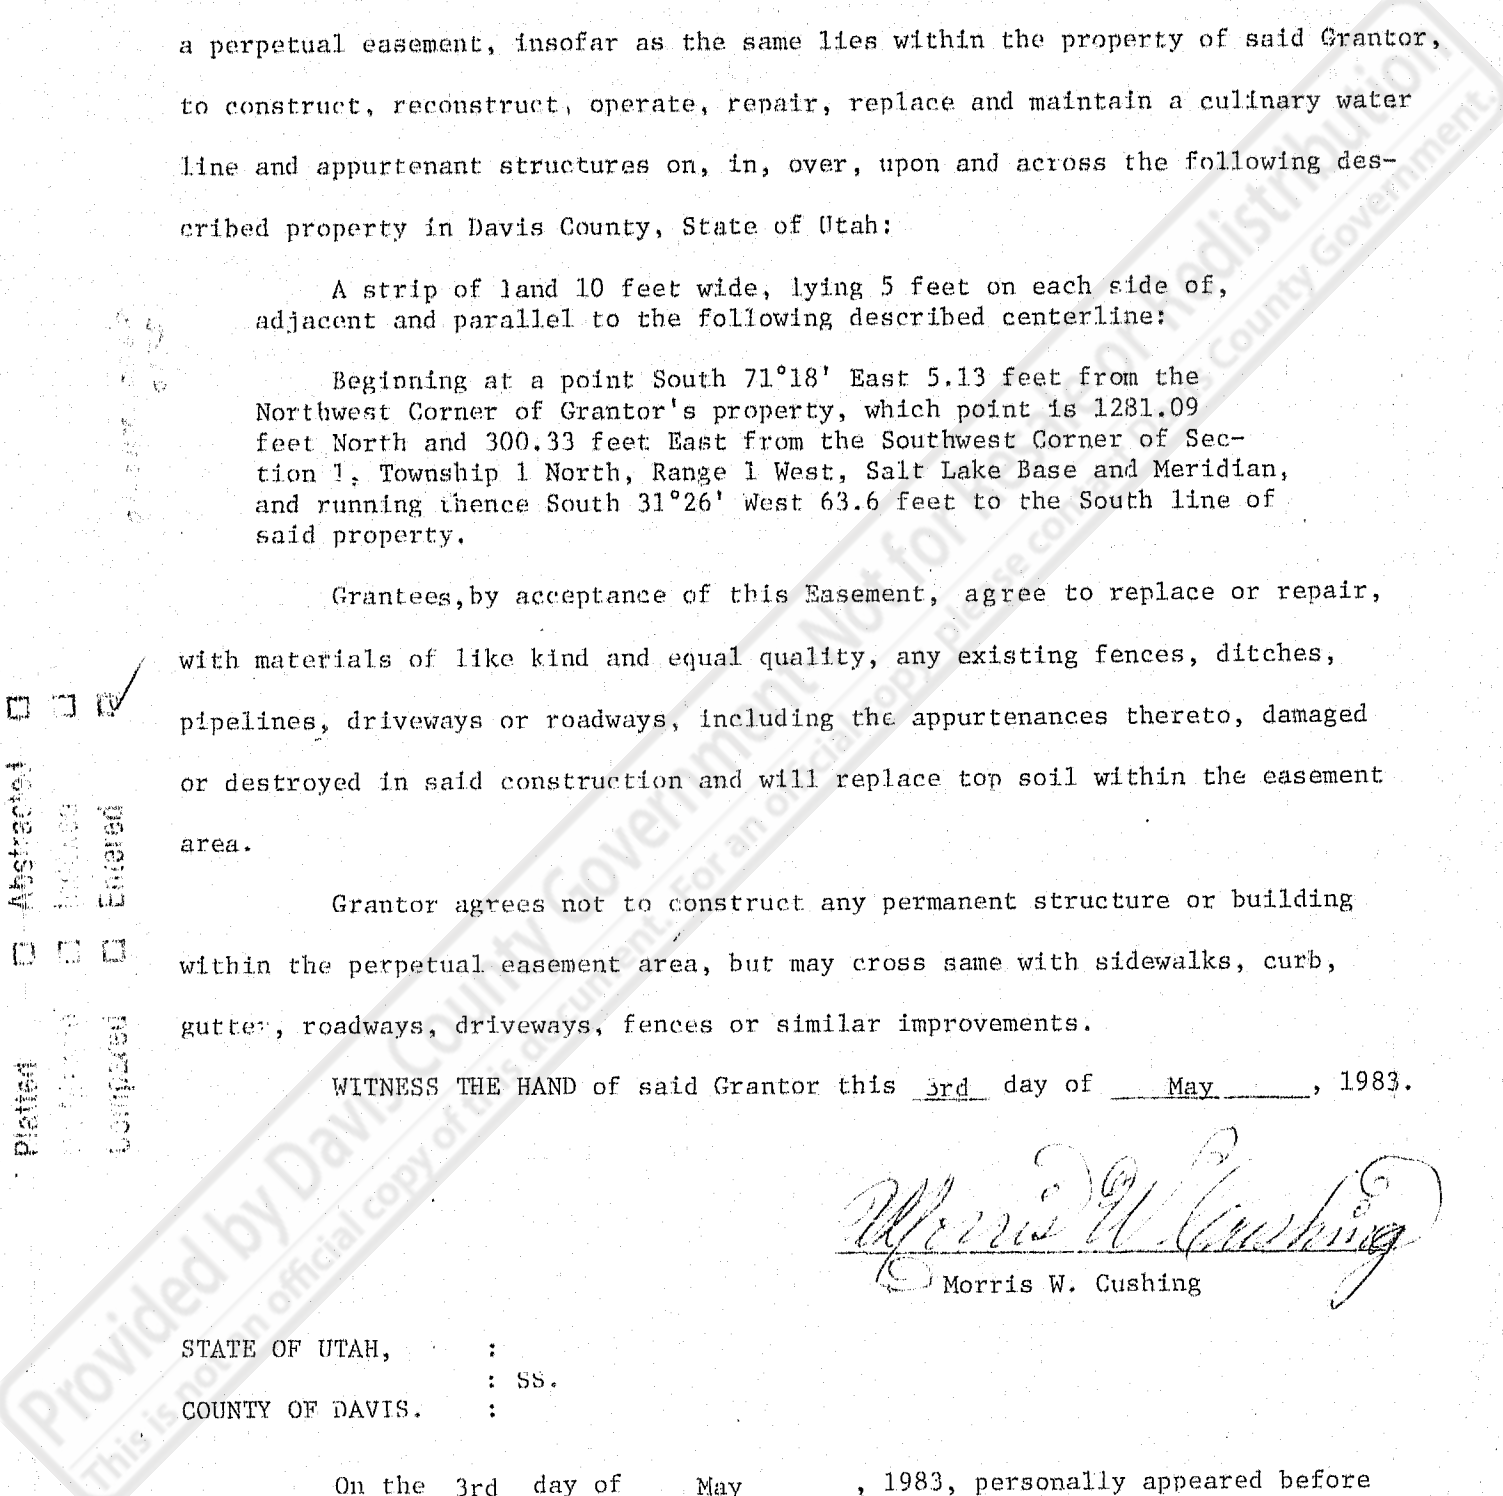 a perpetual easement, insofar as the same lies within the property of said Grantor,
to construct, reconstruct, operate, repair, replace and maintain a culinary water
line and appurtenant structures on, in, over, upon and across the following des-
cribed property in Davis County, State of Utah:
A strip of land 10 feet wide, lying 5 feet on each side of,
adjacent and parallel to the following described centerline:
Beginning at a point South 71°18' East 5.13 feet from the
Northwest Corner of Grantor's property, which point is 1281.09
feet North and 300.33 feet East from the Southwest Corner of Sec-
tion 1, Township 1 North, Range 1 West, Salt Lake Base and Meridian,
and running thence South 31°26' West 63.6 feet to the South line of
said property.
Grantees,by acceptance of this Easement, agree to replace or repair,
with materials of like kind and equal quality, any existing fences, ditches,
pipelines, driveways or roadways, including the appurtenances thereto, damaged
or destroyed in said construction and will replace top soil within the easement
area.
Grantor agrees not to construct any permanent structure or building
within the perpetual easement area, but may cross same with sidewalks, curb,
gutter, roadways, driveways, fences or similar improvements.
WITNESS THE HAND of said Grantor this 3rd day of May, 1983.
Morris W Cushing
Morris W. Cushing
STATE OF UTAH, :
: SS.
COUNTY OF DAVIS. :
On the 3rd day of May, 1983, personally appeared before
Platted Abstracted
Compared Entered
Provided by Davis County Government Not for Resale or Redistribution
This is not an official copy of this document. For an official copy please contact Davis County Government.